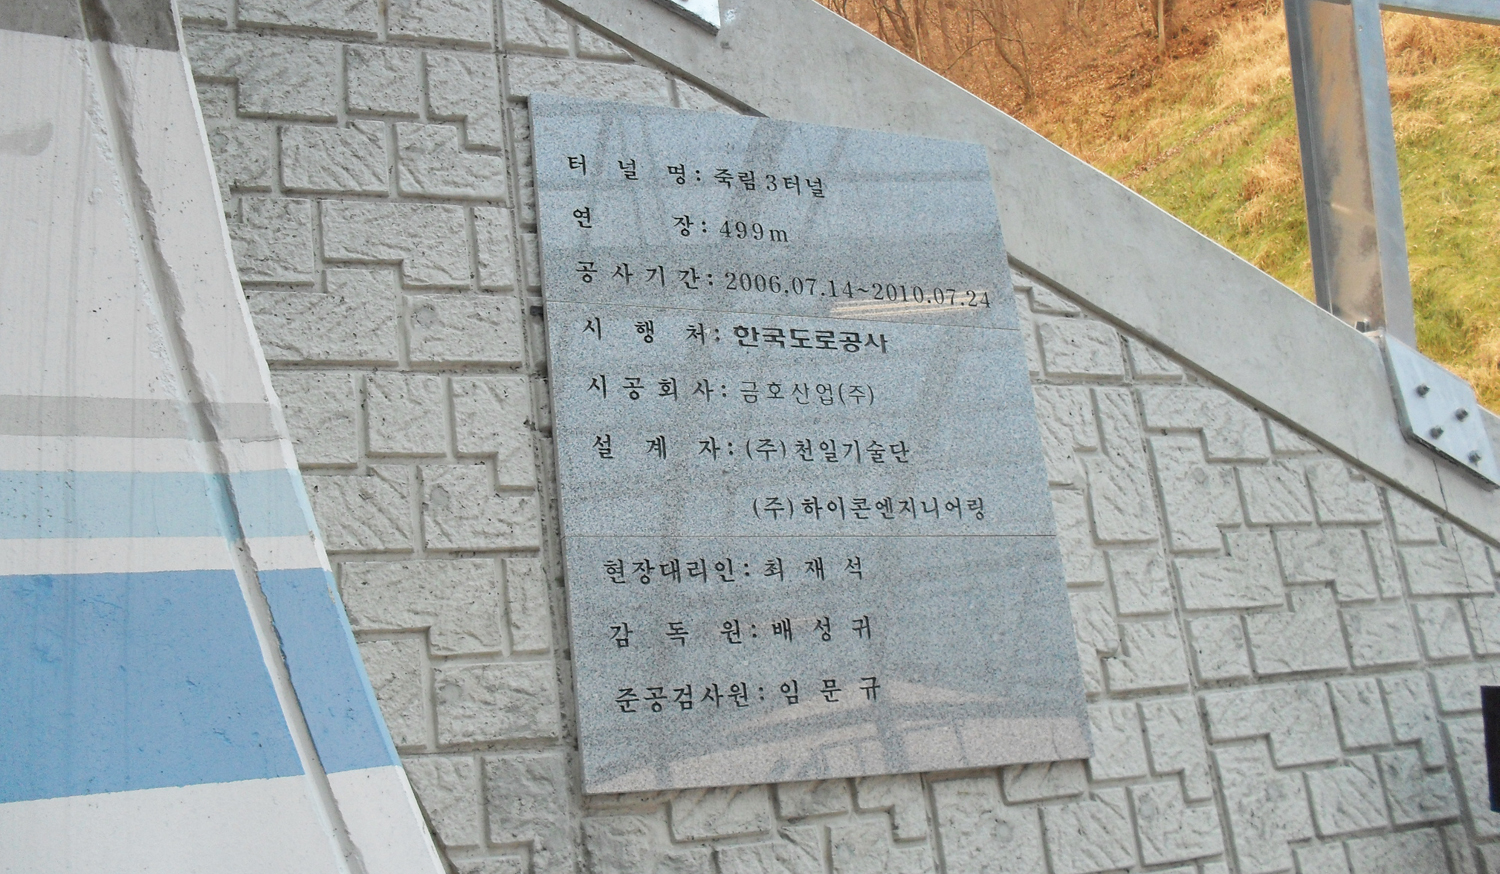 터 널 명 : 죽림3터널
연 장 : 499m
공사기간 : 2006.07.14~2010.07.24
시 행 처 : 한국도로공사
시공회사 : 금호산업(주)
설 계 자 : (주)천일기술단
(주)하이콘엔지니어링
현장대리인 : 최 재 석
감 독 원 : 배 성 귀
준공검사원 : 임 문 규